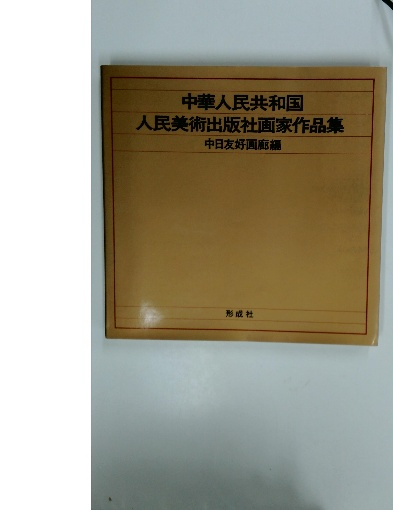 中華人民共和国
人民美術出版社画家作品集
中日友好画廊編
形成社